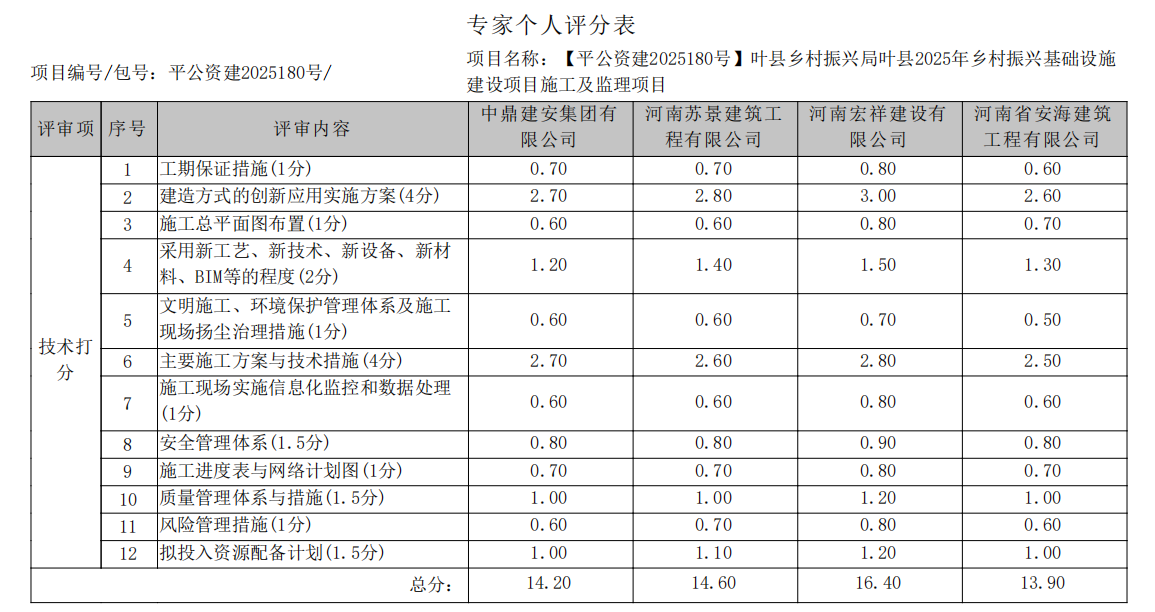 专家个人评分表
项目编号/包号: 平公资建2025180号/
项目名称: 【平公资建2025180号】叶县乡村振兴局叶县2025年乡村振兴基础设施
建设项目施工及监理项目
评审项 序号 评审内容 中鼎建安集团有限公司 河南苏景建筑工程有限公司 河南宏祥建设有限公司 河南省安海建筑工程有限公司
技术打分
1 工期保证措施(1分) 0.70 0.70 0.80 0.60
2 建造方式的创新应用实施方案(4分) 2.70 2.80 3.00 2.60
3 施工总平面图布置(1分) 0.60 0.60 0.80 0.70
4 采用新工艺、新技术、新设备、新材料、BIM等的程度(2分) 1.20 1.40 1.50 1.30
5 文明施工、环境保护管理体系及施工现场扬尘治理措施(1分) 0.60 0.60 0.70 0.50
6 主要施工方案与技术措施(4分) 2.70 2.60 2.80 2.50
7 施工现场实施信息化监控和数据处理(1分) 0.60 0.60 0.80 0.60
8 安全管理体系(1.5分) 0.80 0.80 0.90 0.80
9 施工进度表与网络计划图(1分) 0.70 0.70 0.80 0.70
10 质量管理体系与措施(1.5分) 1.00 1.00 1.20 1.00
11 风险管理措施(1分) 0.60 0.70 0.80 0.60
12 拟投入资源配备计划(1.5分) 1.00 1.10 1.20 1.00
总分: 14.20 14.60 16.40 13.90